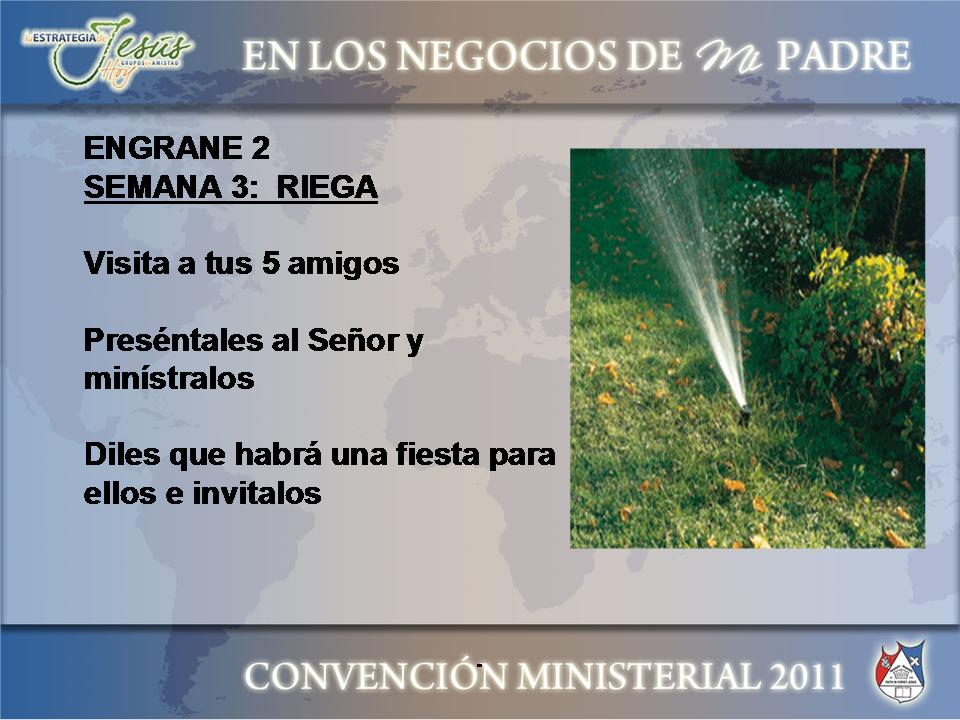 la ESTRATEGIA de
Jesús
GRUPOS de AMISTAD
Hoy
EN LOS NEGOCIOS DE Mi PADRE
ENGRANE 2
SEMANA 3: RIEGA
Visita a tus 5 amigos
Preséntales al Señor y
minístralos
Diles que habrá una fiesta para
ellos e invitalos
CONVENCIÓN MINISTERIAL 2011